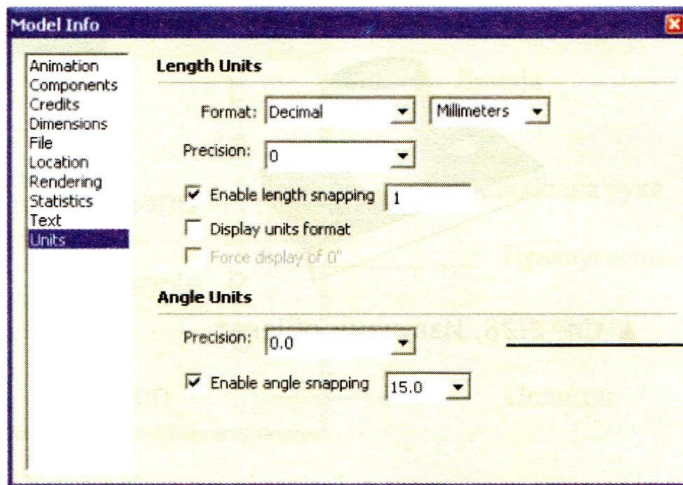 Model Info
Animation
Components
Credits
Dimensions
File
Location
Rendering
Statistics
Text
Units
Length Units
Format: Decimal Millimeters
Precision: 0
Enable length snapping 1
Display units format
Force display of 0"
Angle Units
Precision: 0.0
Enable angle snapping 15.0